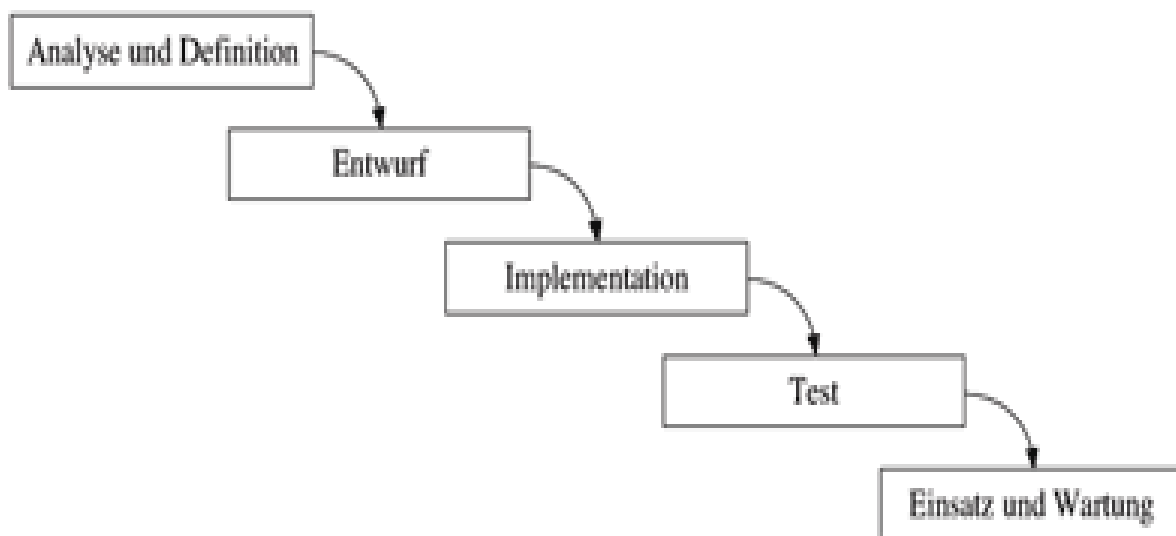 Analyse und Definition
Entwurf
Implementation
Test
Einsatz und Wartung